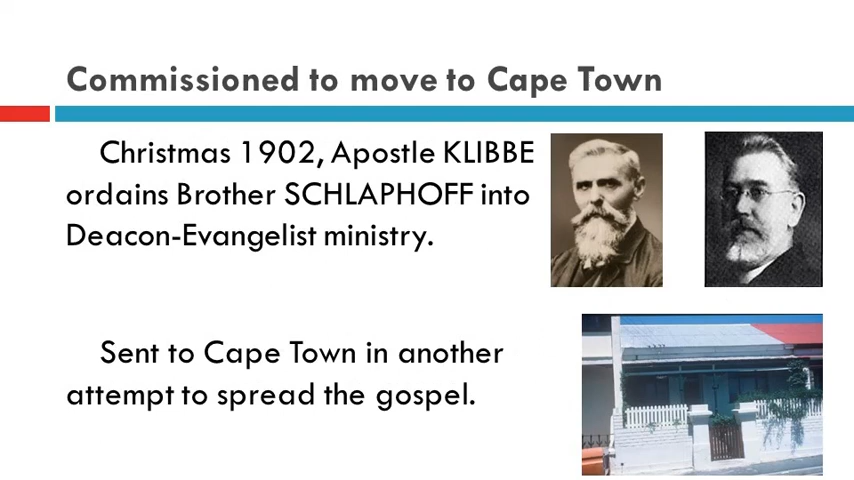 Commissioned to move to Cape Town
Christmas 1902, Apostle KLIBBE
ordains Brother SCHLAPHOFF into
Deacon-Evangelist ministry.
Sent to Cape Town in another
attempt to spread the gospel.